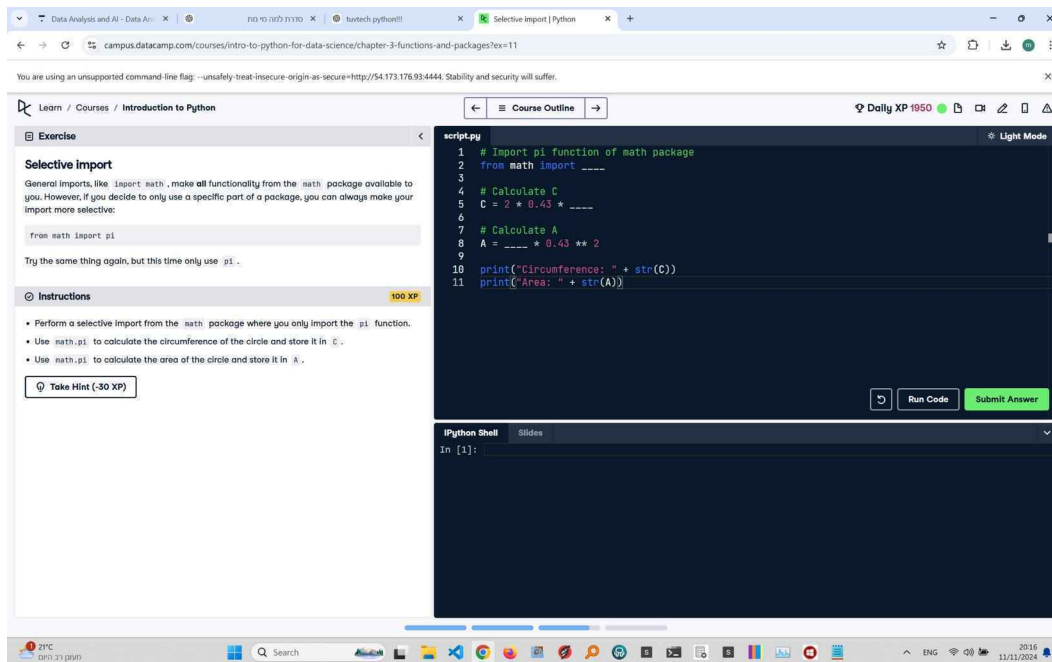 Data Analysis and AI - Data An
סדרת למה מי מות
tuvtech python!!!
Selective import | Python
campus.datacamp.com/courses/intro-to-python-for-data-science/chapter-3-functions-and-packages?ex=11
You are using an unsupported command-line flag: --unsafely-treat-insecure-origin-as-secure=http://54.173.176.93:4444. Stability and security will suffer.
Learn / Courses / Introduction to Python
Course Outline
Daily XP 1950
Exercise
Selective import
General imports, like import math, make all functionality from the math package available to
you. However, if you decide to only use a specific part of a package, you can always make your
import more selective:
from math import pi
Try the same thing again, but this time only use pi.
Instructions
100 XP
• Perform a selective import from the math package where you only import the pi function.
• Use math.pi to calculate the circumference of the circle and store it in C.
• Use math.pi to calculate the area of the circle and store it in A.
Take Hint (-30 XP)
script.py
Light Mode
1 # Import pi function of math package
2 from math import ____
3
4 # Calculate C
5 C = 2 * 0.43 * ____
6
7 # Calculate A
8 A = ____ * 0.43 ** 2
9
10 print("Circumference: " + str(C))
11 print("Area: " + str(A))
Run Code
Submit Answer
IPython Shell Slides
In [1]:
1
21°C
מעונן רב היום
Search
ENG
20:16
11/11/2024